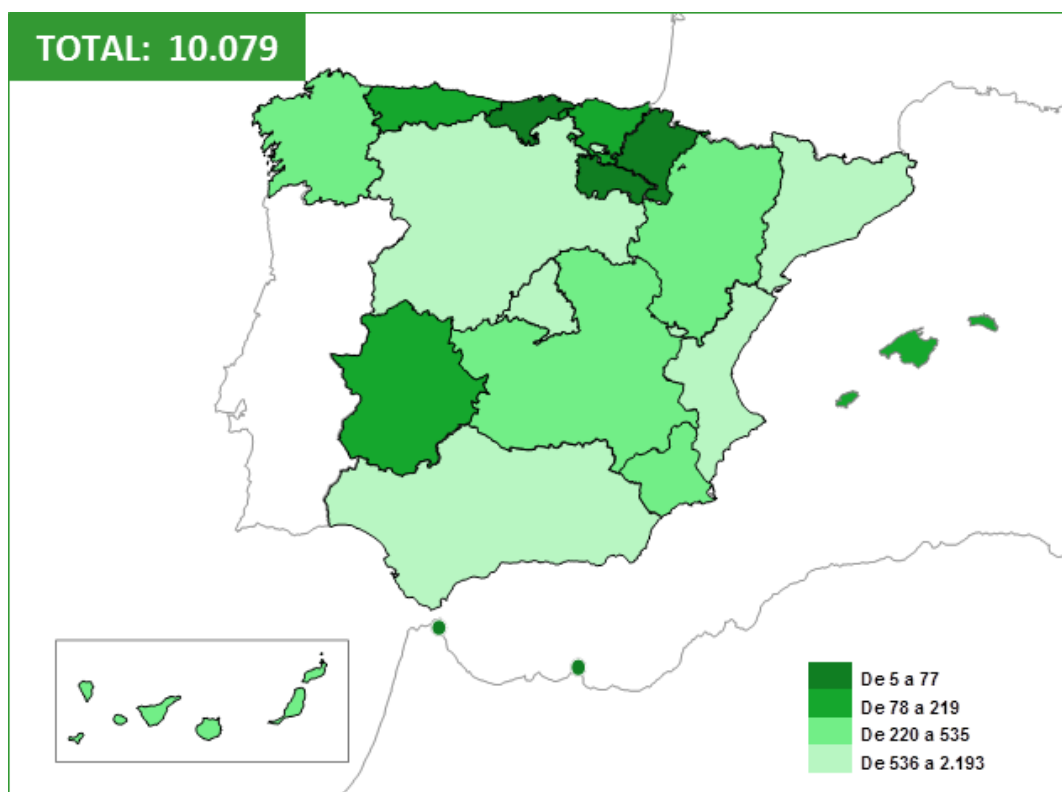 TOTAL: 10.079
De 5 a 77
De 78 a 219
De 220 a 535
De 536 a 2.193